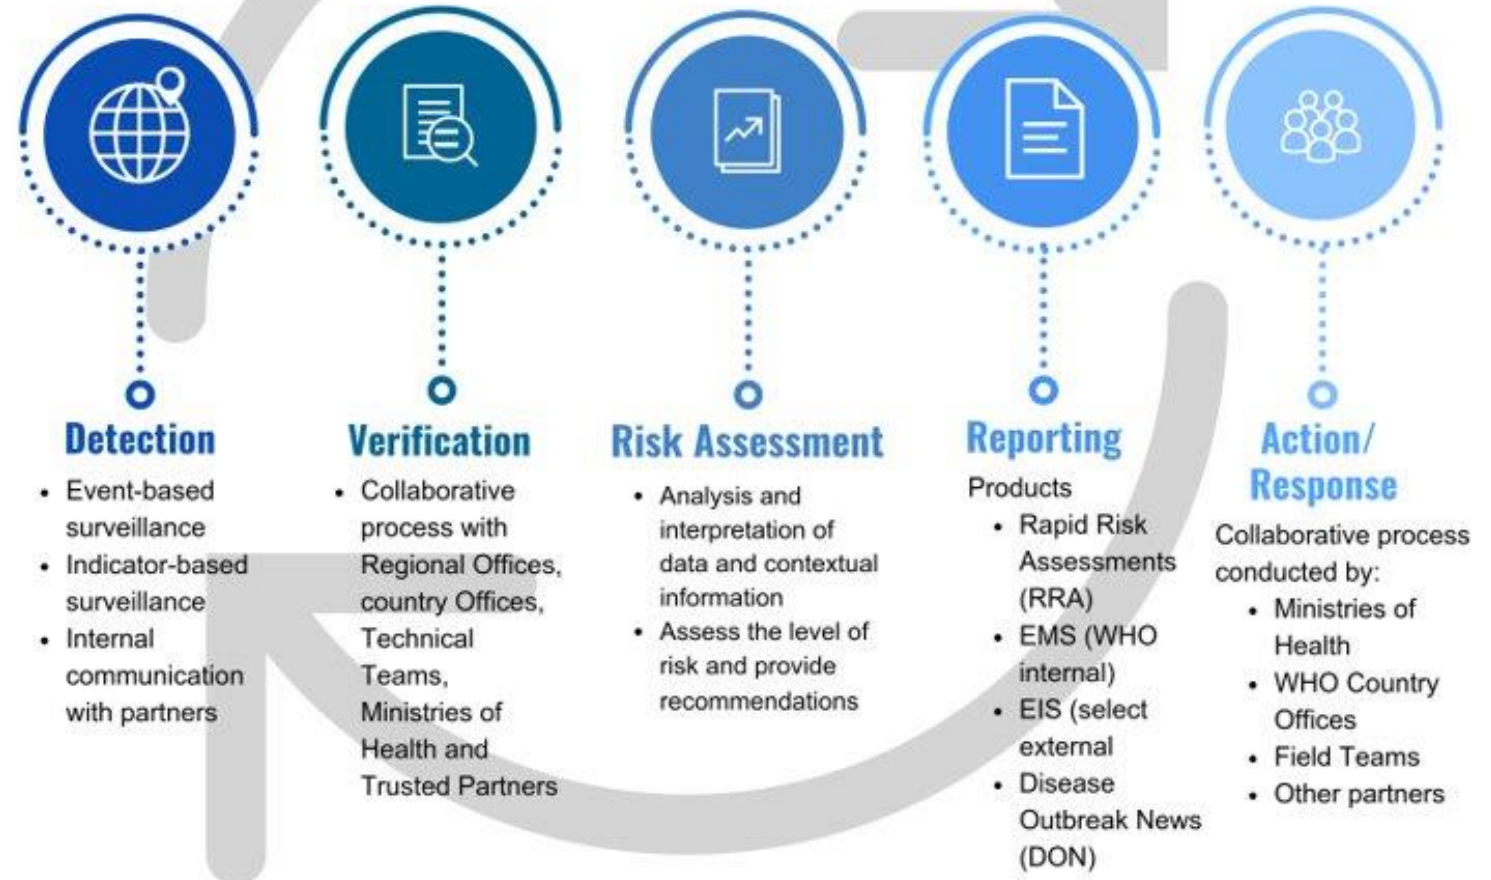 Detection
• Event-based
surveillance
• Indicator-based
surveillance
• Internal
communication
with partners
Verification
• Collaborative
process with
Regional Offices,
country Offices,
Technical
Teams,
Ministries of
Health and
Trusted Partners
Risk Assessment
• Analysis and
interpretation of
data and contextual
information
• Assess the level of
risk and provide
recommendations
Reporting
Products
• Rapid Risk
Assessments
(RRA)
• EMS (WHO
internal)
• EIS (select
external
• Disease
Outbreak News
(DON)
Action/
Response
Collaborative process
conducted by:
• Ministries of
Health
• WHO Country
Offices
• Field Teams
• Other partners